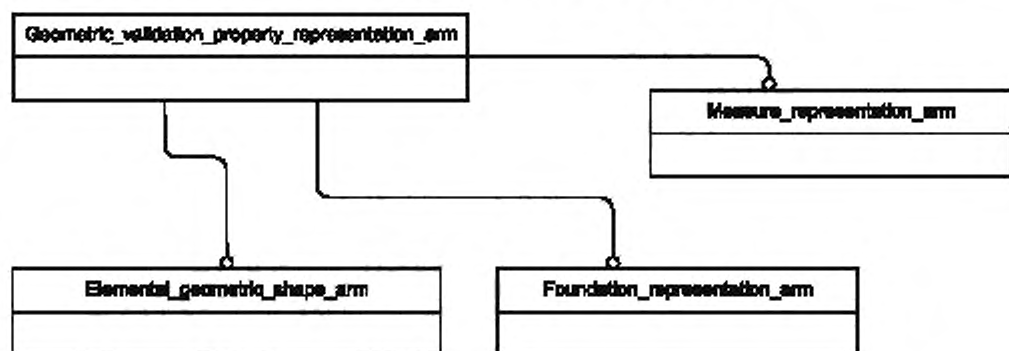 Geometric_validation_property_representation_arm
Measure_representation_arm
Elemental_geometric_shape_arm
Foundation_representation_arm